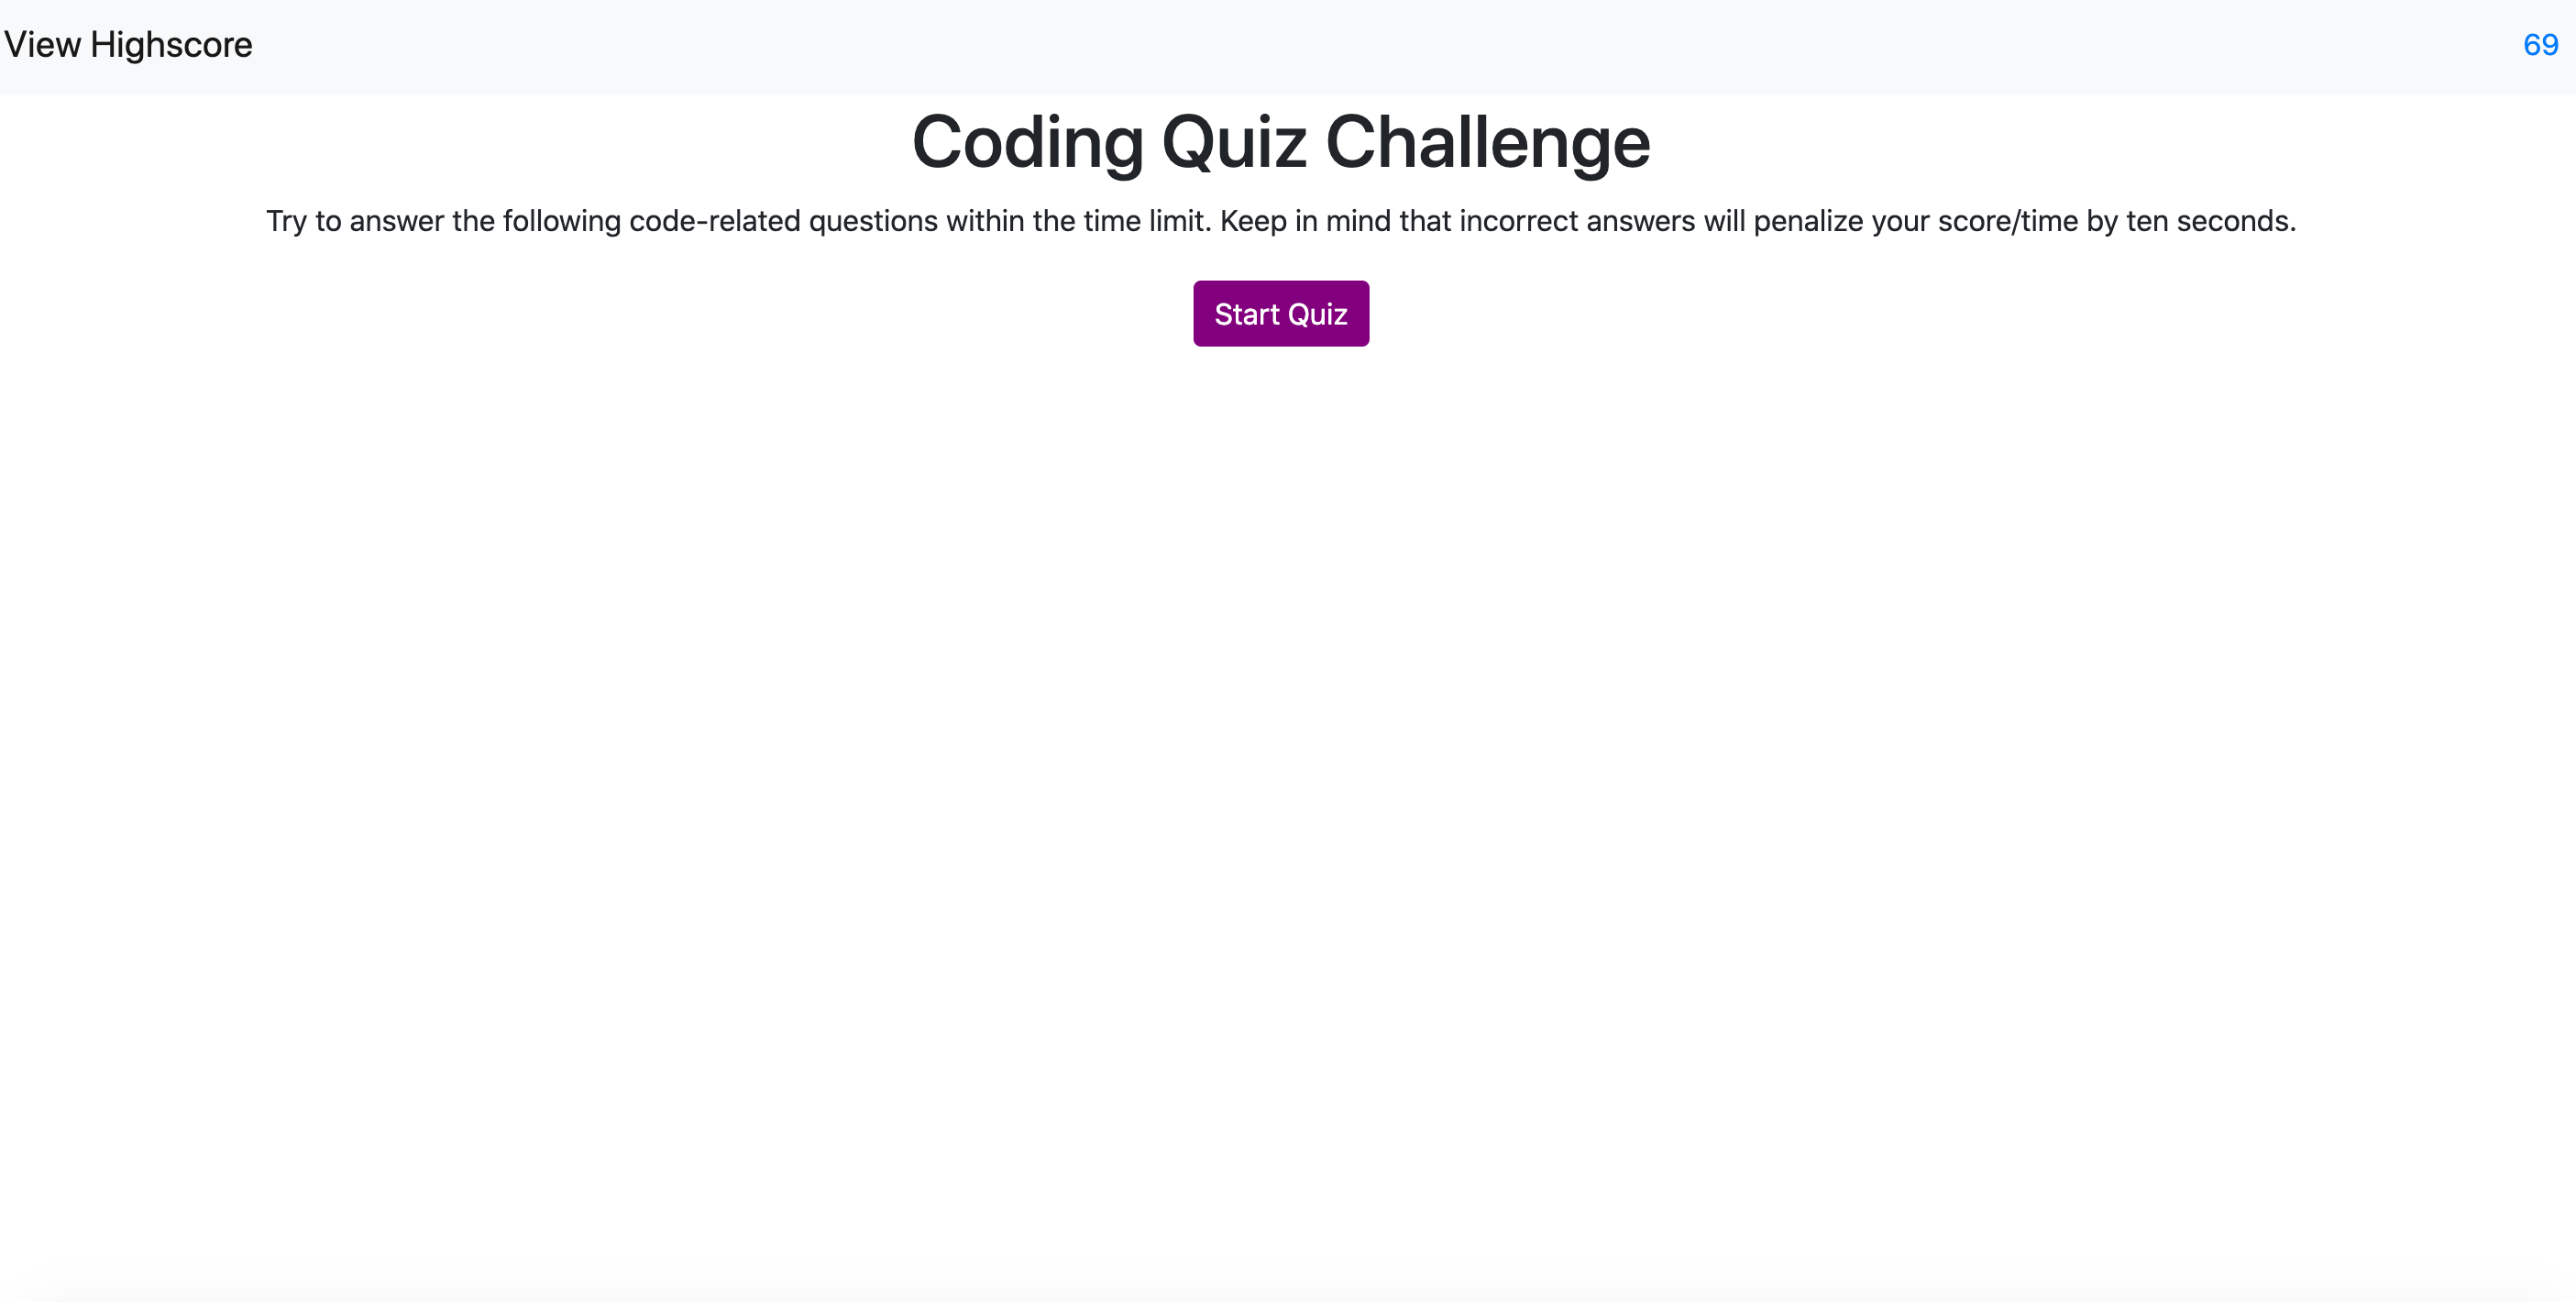 View Highscore
69
Coding Quiz Challenge
Try to answer the following code-related questions within the time limit. Keep in mind that incorrect answers will penalize your score/time by ten seconds.
Start Quiz